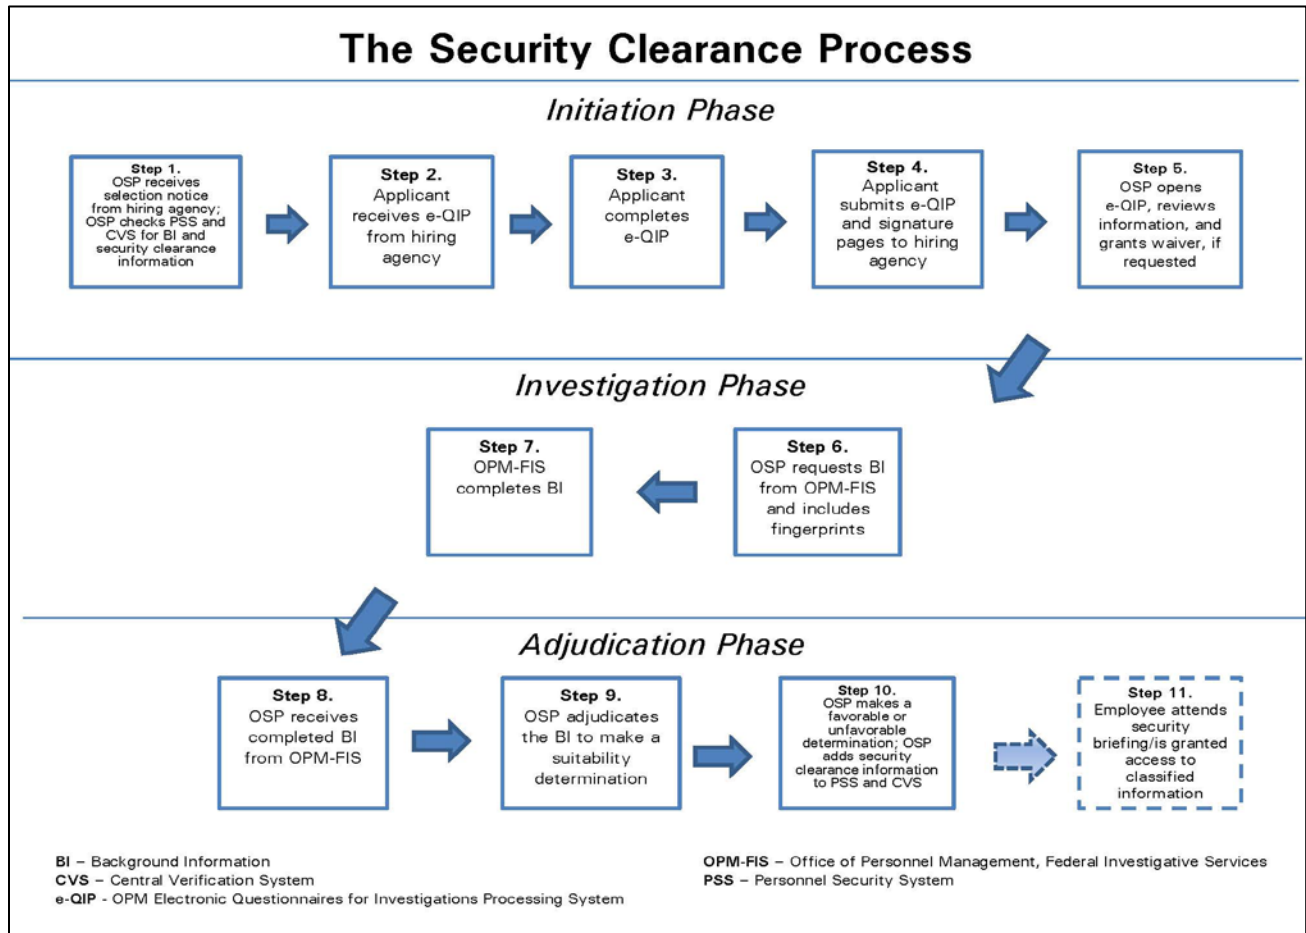 The Security Clearance Process
Initiation Phase
Step 1.
OSP receives
selection notice
from hiring agency;
OSP checks PSS and
CVS for BI and
security clearance
information
Step 2.
Applicant
receives e-QIP
from hiring
agency
Step 3.
Applicant
completes
e-QIP
Step 4.
Applicant
submits e-QIP
and signature
pages to hiring
agency
Step 5.
OSP opens
e-QIP, reviews
information, and
grants waiver, if
requested
Investigation Phase
Step 7.
OPM-FIS
completes BI
Step 6.
OSP requests BI
from OPM-FIS
and includes
fingerprints
Adjudication Phase
Step 8.
OSP receives
completed BI
from OPM-FIS
Step 9.
OSP adjudicates
the BI to make a
suitability
determination
Step 10.
OSP makes a
favorable or
unfavorable
determination; OSP
adds security
clearance information
to PSS and CVS
Step 11.
Employee attends
security
briefing/is granted
access to
classified
information
BI – Background Information
CVS – Central Verification System
e-QIP - OPM Electronic Questionnaires for Investigations Processing System
OPM-FIS – Office of Personnel Management, Federal Investigative Services
PSS – Personnel Security System